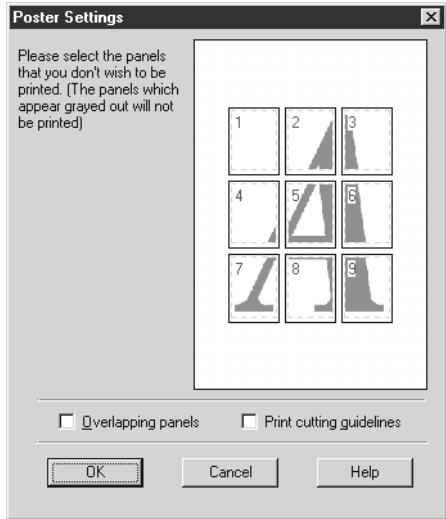 Poster Settings
Please select the panels
that you don't wish to be
printed. (The panels which
appear grayed out will not
be printed)
1 2 3
4 5 6
7 8 9
Overlapping panels Print cutting guidelines
OK Cancel Help